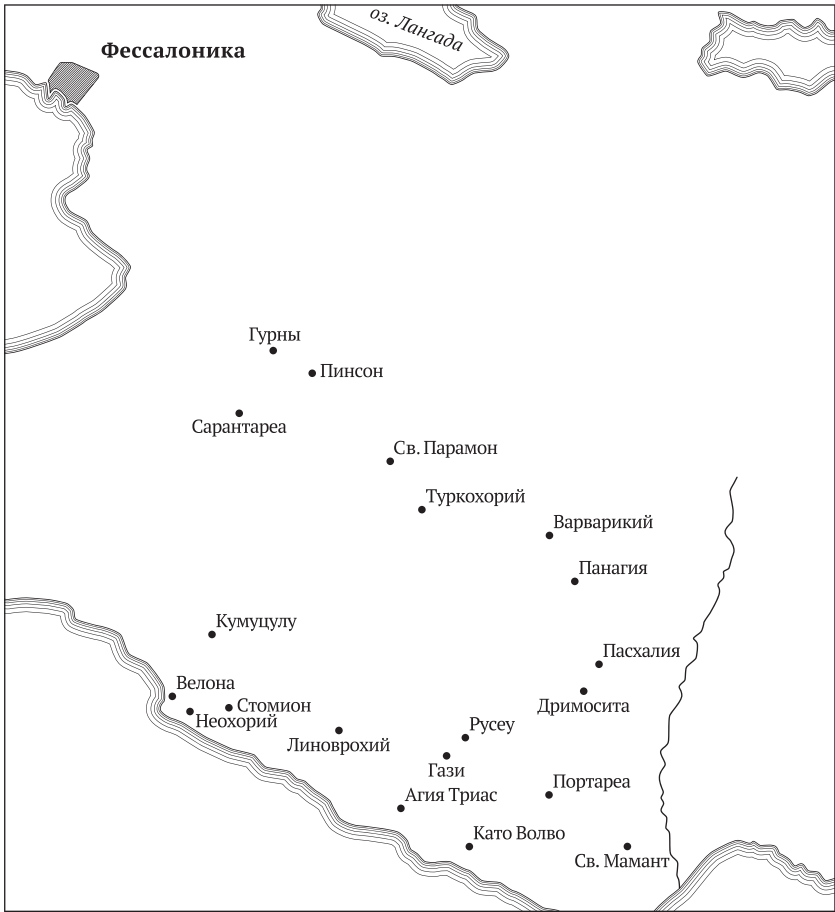 оз. Лангада
Фессалоника
Гурны
Пинсон
Сарантареа
Св. Парамон
Туркохорий
Варварикий
Панагия
Кумуцулу
Пасхалия
Велона
Стомион
Дримосита
Неохорий
Русеу
Линоврохий
Гази
Портареа
Агия Триас
Като Волво
Св. Мамант